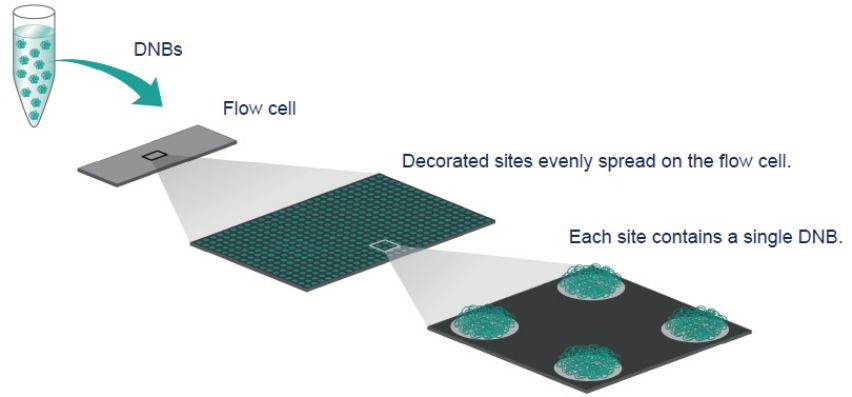 DNBs
Flow cell
Decorated sites evenly spread on the flow cell.
Each site contains a single DNB.